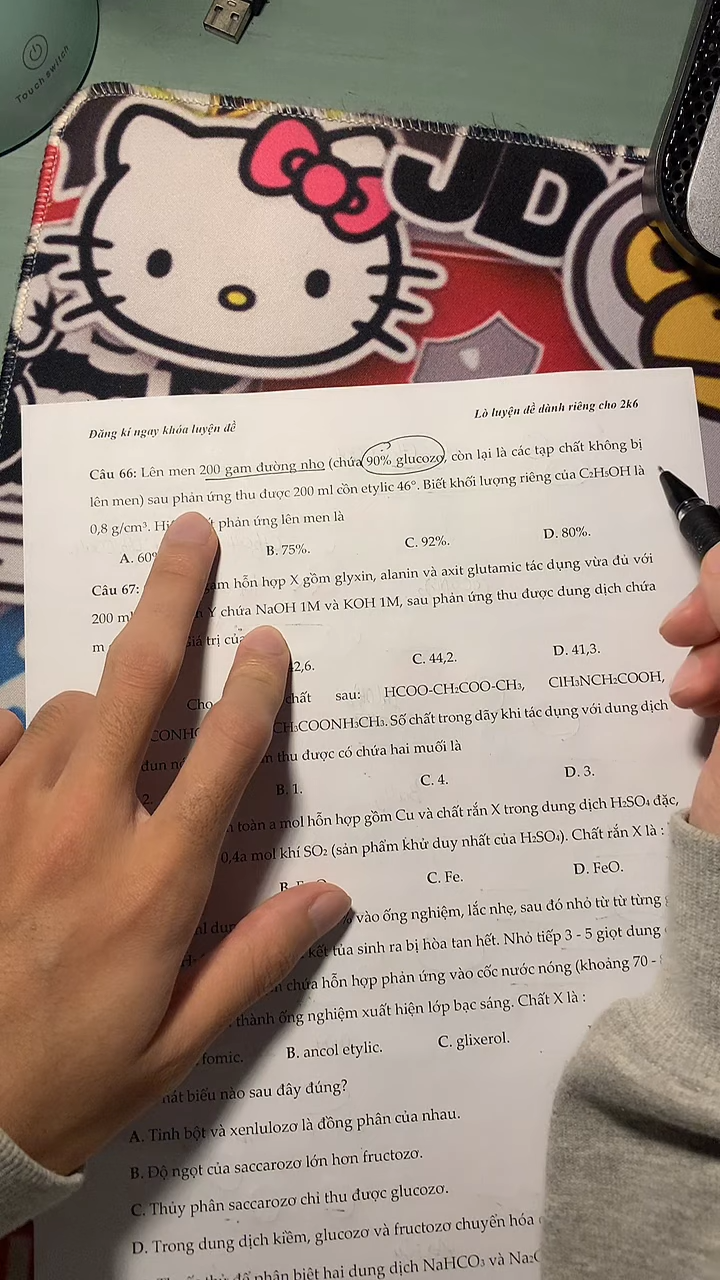 Touch switch
JD
Đăng kí ngay khóa luyện đề
Lò luyện đề dành riêng cho 2k6
Câu 66: Lên men 200 gam đường nho (chứa 90% glucozơ, còn lại là các tạp chất không bị
lên men) sau phản ứng thu được 200 ml cồn etylic 46°. Biết khối lượng riêng của C₂H₅OH là
0,8 g/cm³. phản ứng lên men là
A. 60% B. 75%. C. 92%. D. 80%.
Câu 67: gam hỗn hợp X gồm glyxin, alanin và axit glutamic tác dụng vừa đủ với
200 ml Y chứa NaOH 1M và KOH 1M, sau phản ứng thu được dung dịch chứa
m giá trị của
42,6. C. 44,2. D. 41,3.
Cho chất sau: HCOO-CH₂COO-CH₃, ClH₃NCH₂COOH,
CH₃COONH₃CH₃. Số chất trong dãy khi tác dụng với dung dịch
đun thu được có chứa hai muối là
2. B. 1. C. 4. D. 3.
toàn a mol hỗn hợp gồm Cu và chất rắn X trong dung dịch H₂SO₄ đặc,
0,4a mol khí SO₂ (sản phẩm khử duy nhất của H₂SO₄). Chất rắn X là :
C. Fe. D. FeO.
vào ống nghiệm, lắc nhẹ, sau đó nhỏ từ từ từng
kết tủa sinh ra bị hòa tan hết. Nhỏ tiếp 3 - 5 giọt dung
chứa hỗn hợp phản ứng vào cốc nước nóng (khoảng 70 -
thành ống nghiệm xuất hiện lớp bạc sáng. Chất X là :
fomic. B. ancol etylic. C. glixerol.
phát biểu nào sau đây đúng?
A. Tinh bột và xenlulozơ là đồng phân của nhau.
B. Độ ngọt của saccarozơ lớn hơn fructozơ.
C. Thủy phân saccarozơ chỉ thu được glucozơ.
D. Trong dung dịch kiềm, glucozơ và fructozơ chuyển hóa
để phân biệt hai dung dịch NaHCO₃ và